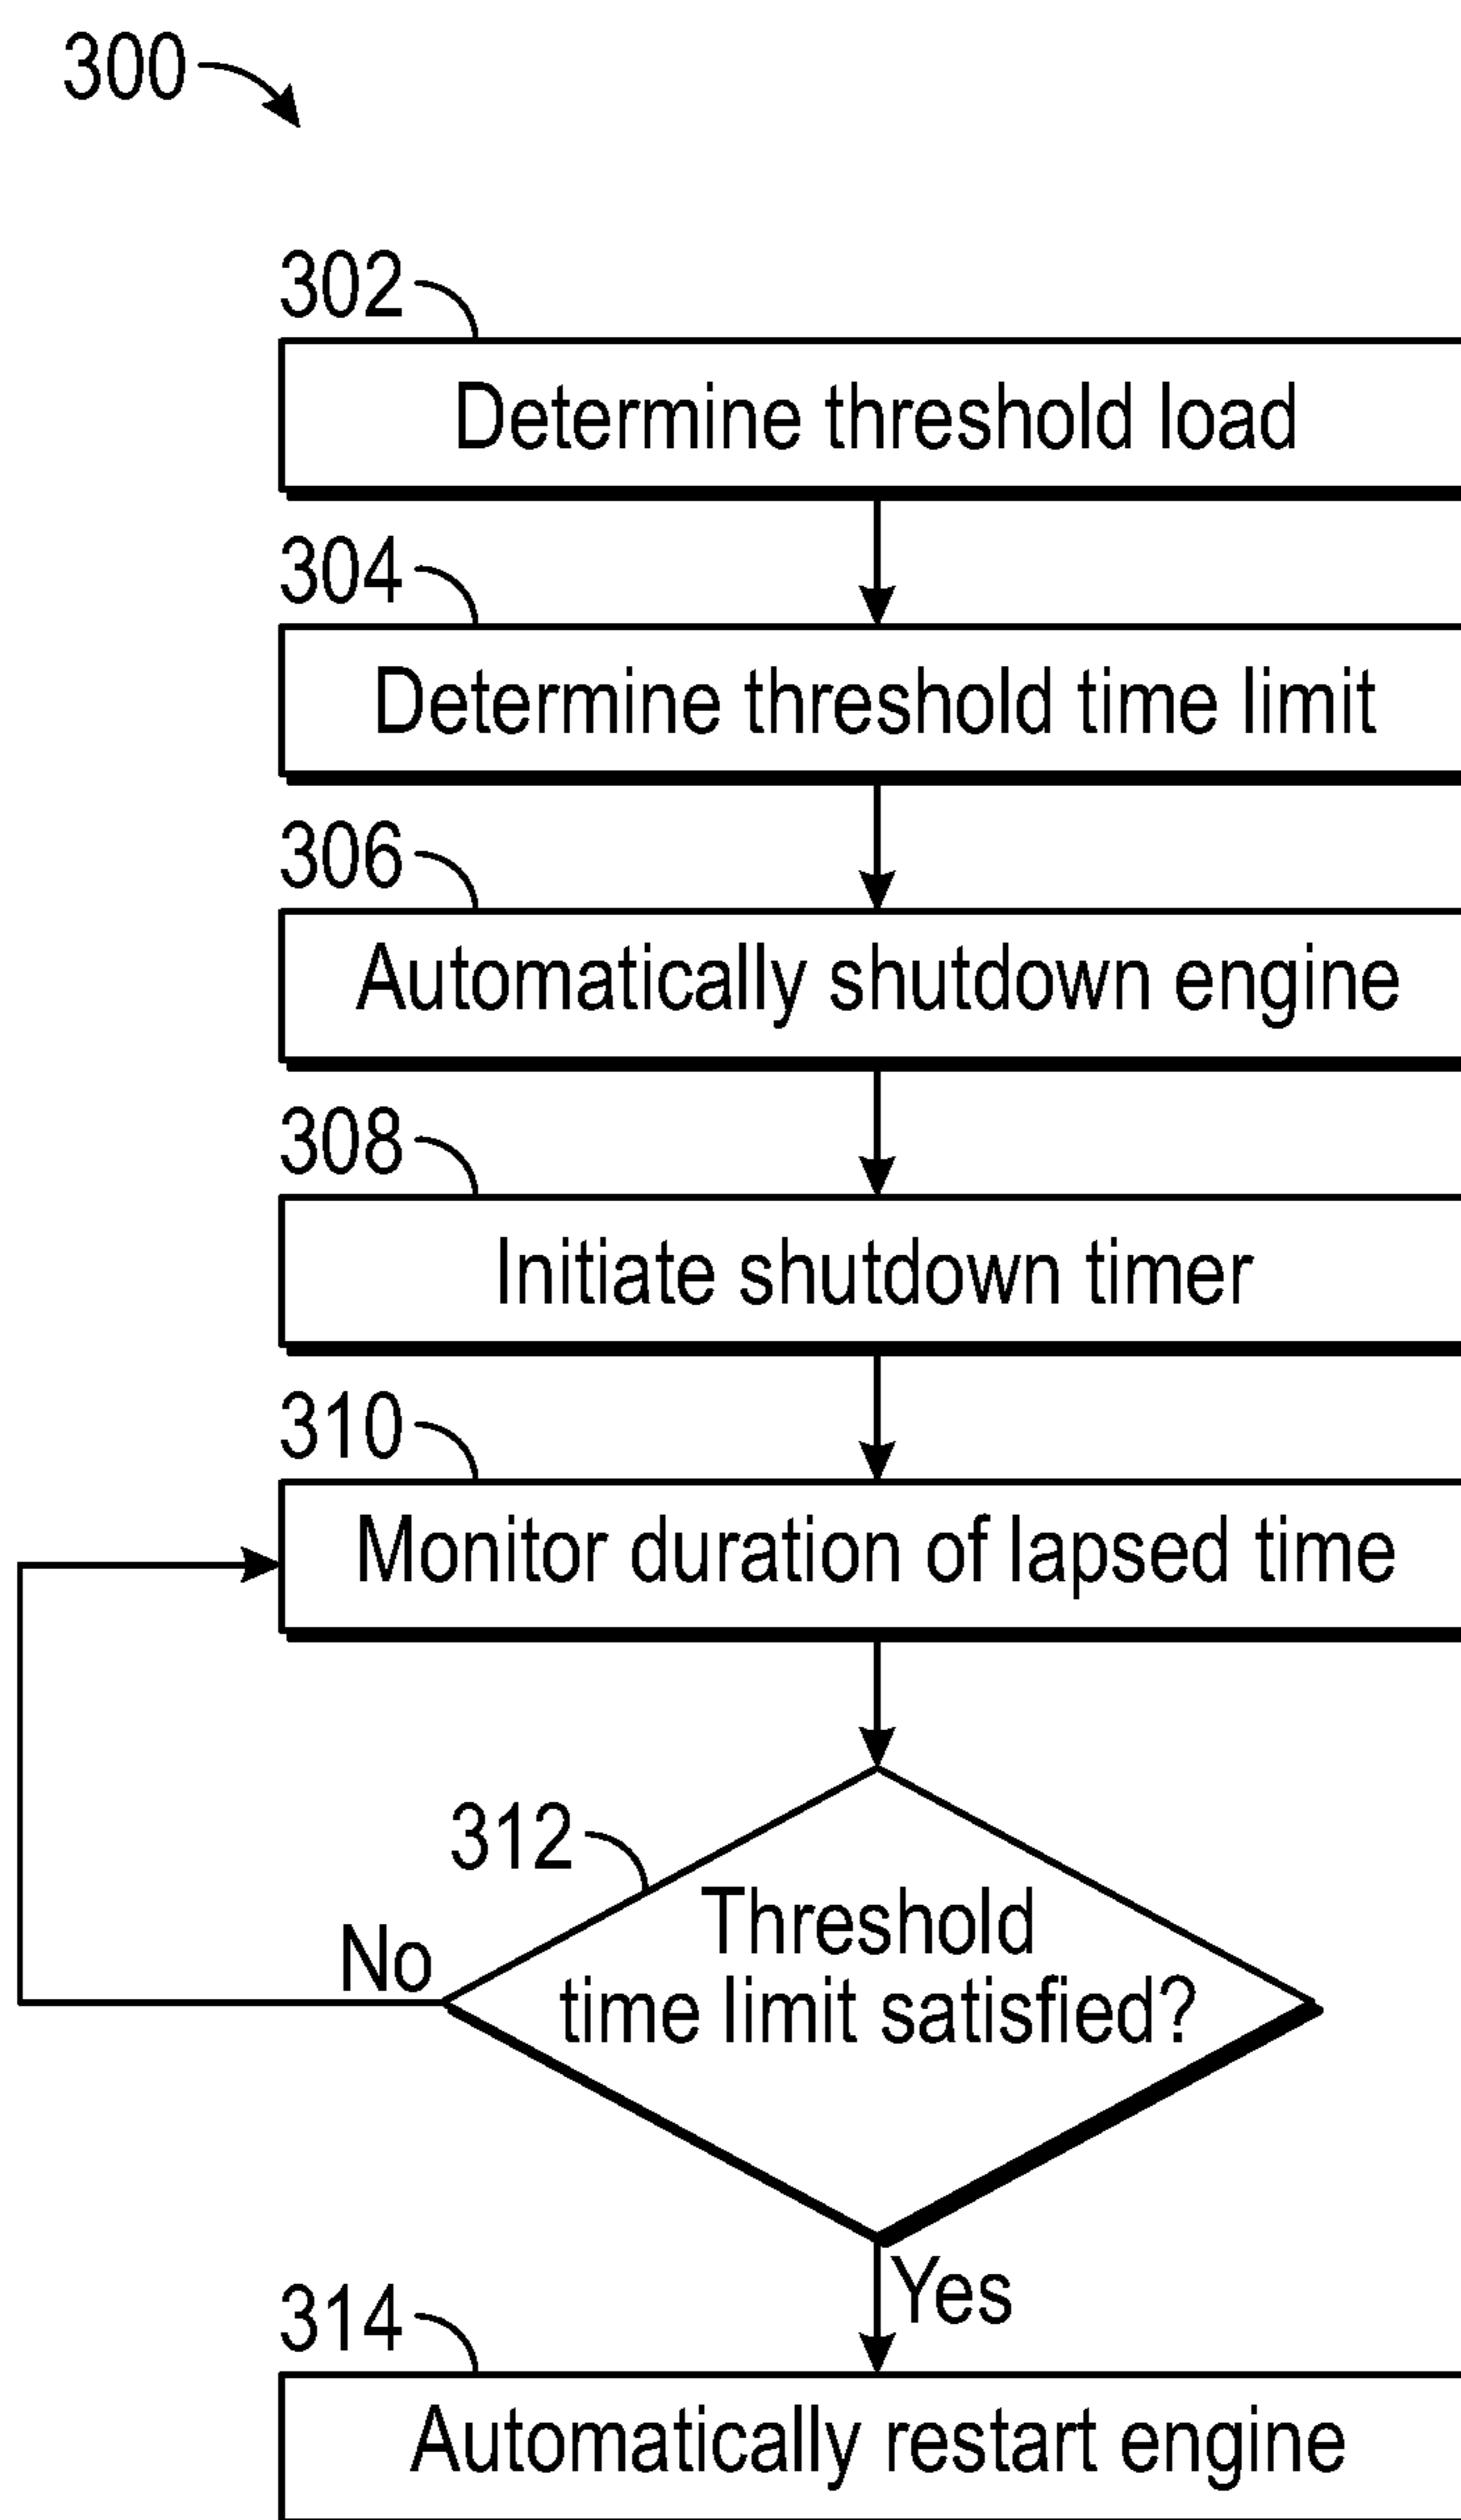 300
302
Determine threshold load
304
Determine threshold time limit
306
Automatically shutdown engine
308
Initiate shutdown timer
310
Monitor duration of lapsed time
312
Threshold
time limit satisfied?
No
Yes
314
Automatically restart engine